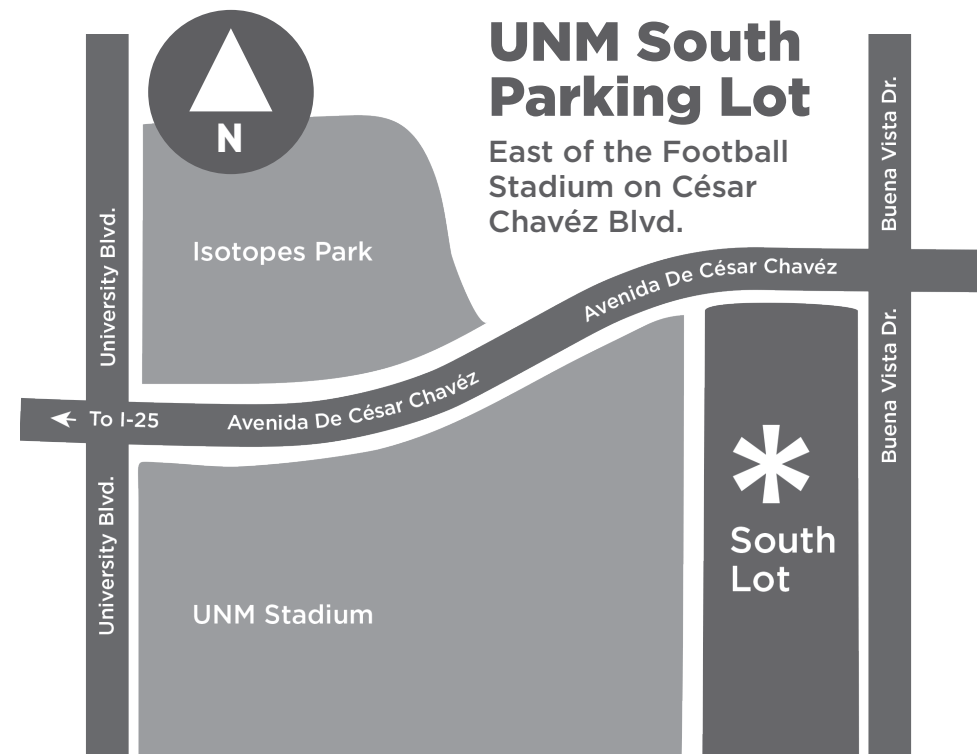 N
UNM South
Parking Lot
East of the Football
Stadium on César
Chavéz Blvd.
Buena Vista Dr.
University Blvd.
Isotopes Park
Avenida De César Chavéz
Buena Vista Dr.
Avenida De César Chavéz
To I-25
University Blvd.
South
Lot
UNM Stadium